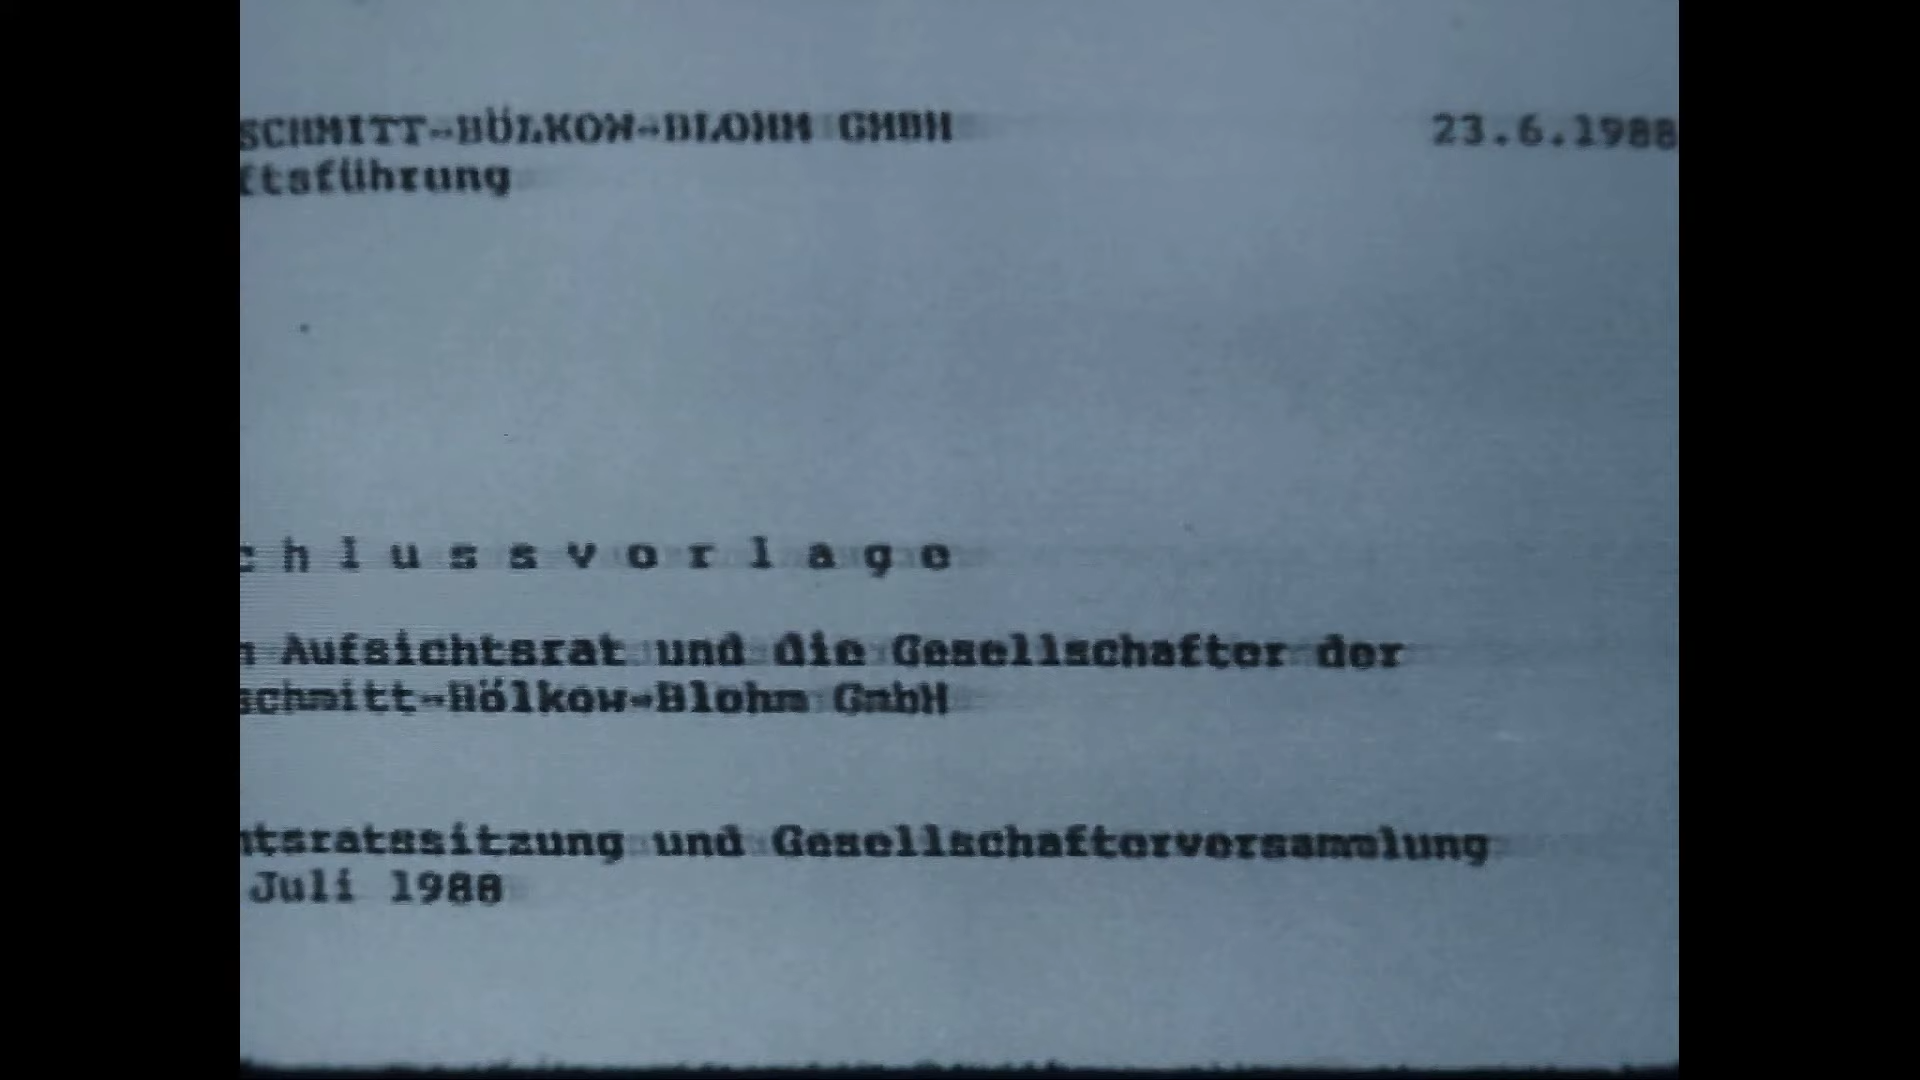 SCHMITT-BÖLKOW-BLOHM GMBH 23.6.1988
ftsführung
chlussvorlage
n Aufsichtsrat und die Gesellschafter der
schmitt-Bölkow-Blohm GmbH
htsratssitzung und Gesellschafterversammlung
Juli 1988